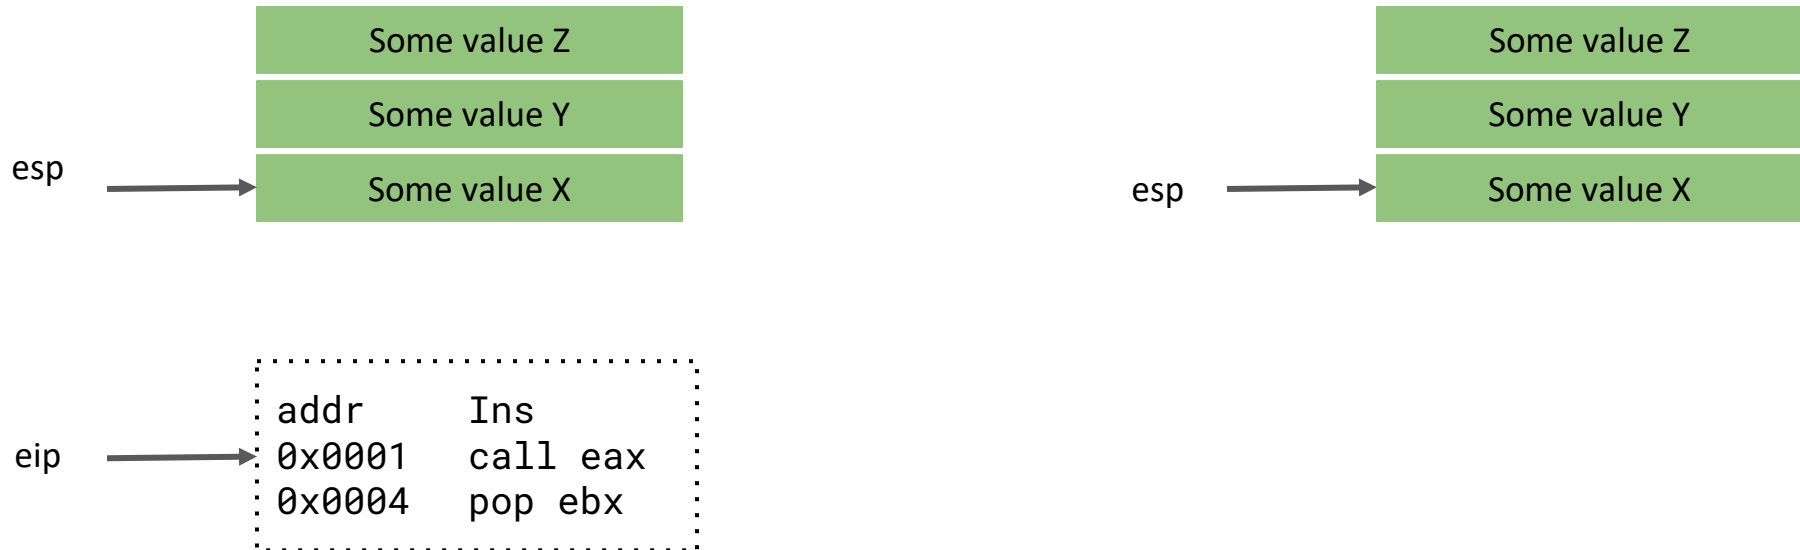 Some value Z
Some value Y
esp
Some value X
Some value Z
Some value Y
esp
Some value X
addr Ins
eip
0x0001 call eax
0x0004 pop ebx